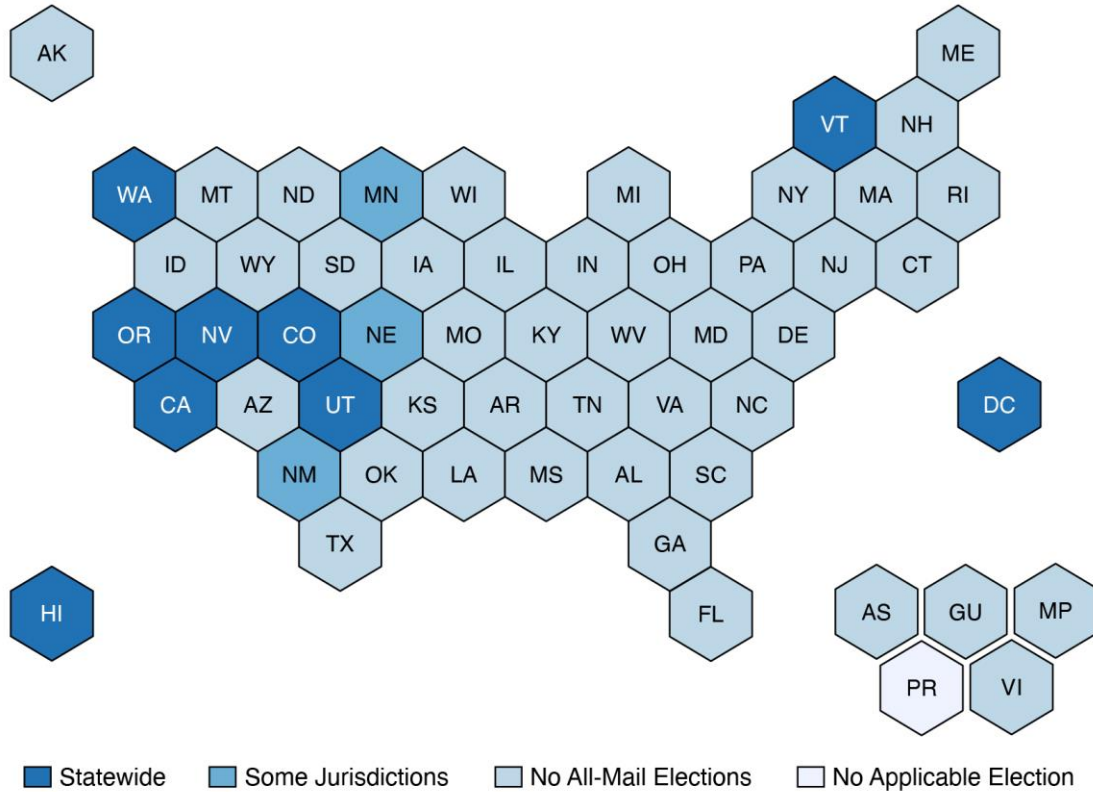 AK
ME
VT NH
WA MT ND MN WI MI NY MA RI
ID WY SD IA IL IN OH PA NJ CT
OR NV CO NE MO KY WV MD DE
CA AZ UT KS AR TN VA NC DC
NM OK LA MS AL SC
TX GA
HI FL AS GU MP
PR VI
Statewide Some Jurisdictions No All-Mail Elections No Applicable Election